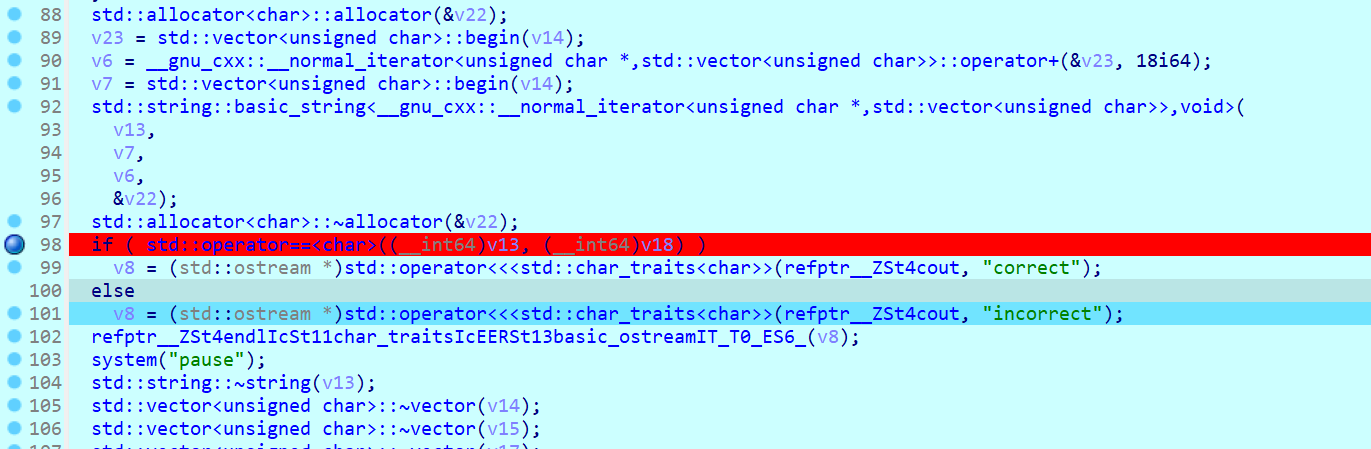 88 std::allocator<char>::allocator(&v22);
89 v23 = std::vector<unsigned char>::begin(v14);
90 v6 = __gnu_cxx::__normal_iterator<unsigned char *,std::vector<unsigned char>>::operator+(&v23, 18i64);
91 v7 = std::vector<unsigned char>::begin(v14);
92 std::string::basic_string<__gnu_cxx::__normal_iterator<unsigned char *,std::vector<unsigned char>>,void>(
93 v13,
94 v7,
95 v6,
96 &v22);
97 std::allocator<char>::~allocator(&v22);
98 if ( std::operator==<char>((__int64)v13, (__int64)v18) )
99 v8 = (std::ostream *)std::operator<<<std::char_traits<char>>(refptr__ZSt4cout, "correct");
100 else
101 v8 = (std::ostream *)std::operator<<<std::char_traits<char>>(refptr__ZSt4cout, "incorrect");
102 refptr__ZSt4endlIcSt11char_traitsIcEERSt13basic_ostreamIT_T0_ES6_(v8);
103 system("pause");
104 std::string::~string(v13);
105 std::vector<unsigned char>::~vector(v14);
106 std::vector<unsigned char>::~vector(v15);